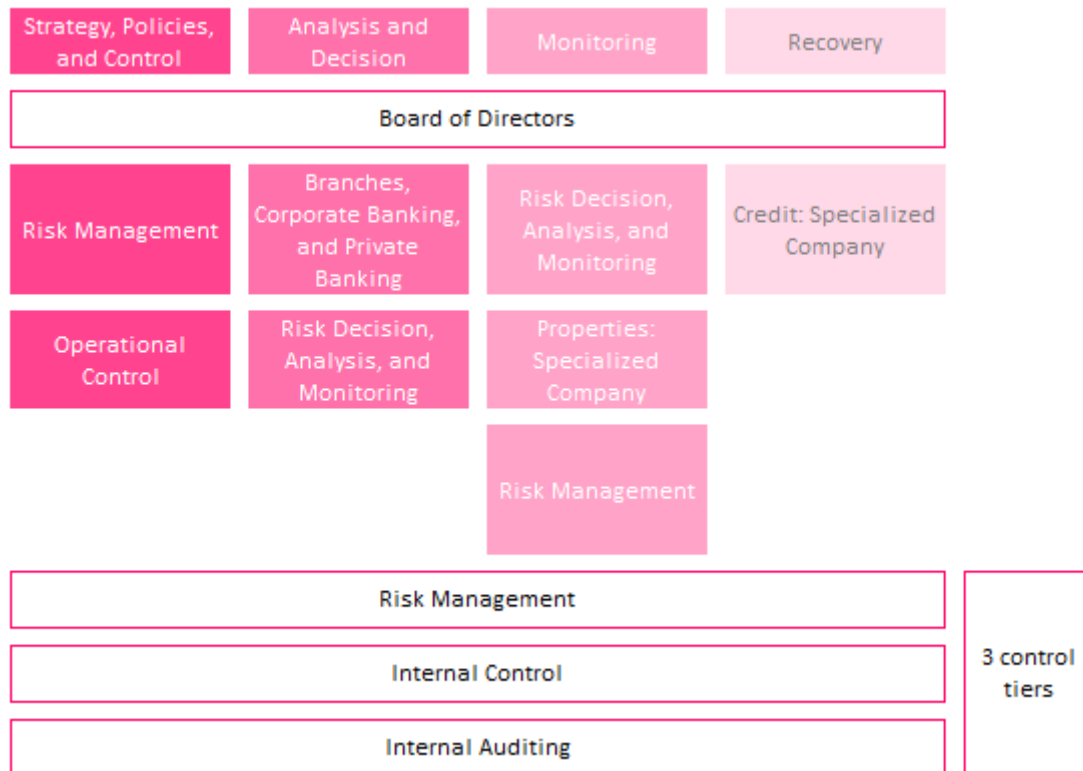 Strategy, Policies,
and Control
Analysis and
Decision
Monitoring
Recovery
Board of Directors
Risk Management
Branches,
Corporate Banking,
and Private
Banking
Risk Decision,
Analysis, and
Monitoring
Credit: Specialized
Company
Operational
Control
Risk Decision,
Analysis, and
Monitoring
Properties:
Specialized
Company
Risk Management
Risk Management
Internal Control
Internal Auditing
3 control
tiers